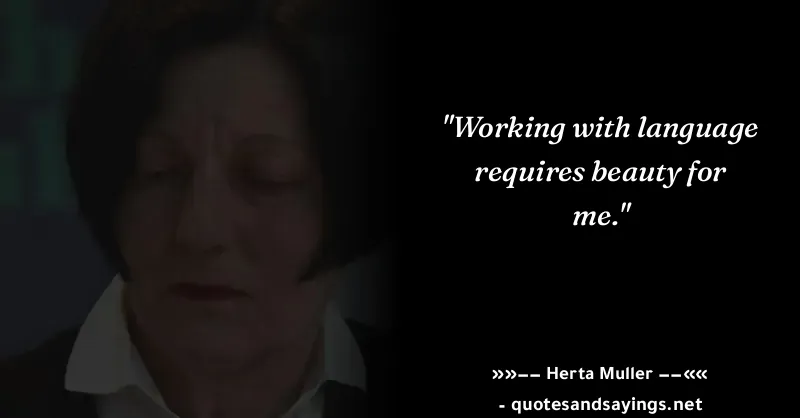 "Working with language
requires beauty for
me."
»»−− Herta Muller −−««
- quotesandsayings.net